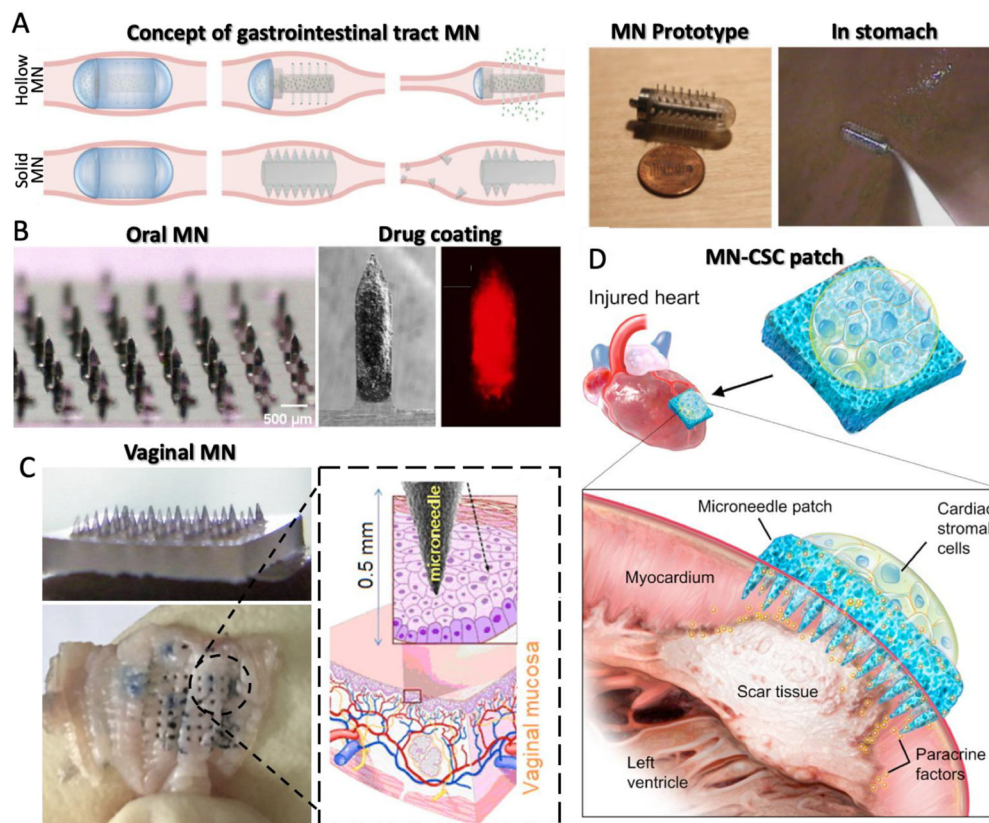 A
Concept of gastrointestinal tract MN
Hollow
MN
Solid
MN
MN Prototype
In stomach
B
Oral MN
Drug coating
500 µm
C
Vaginal MN
0.5 mm
microneedle
Vaginal mucosa
D
MN-CSC patch
Injured heart
Microneedle patch
Cardiac
stromal
cells
Myocardium
Scar tissue
Left
ventricle
Paracrine
factors